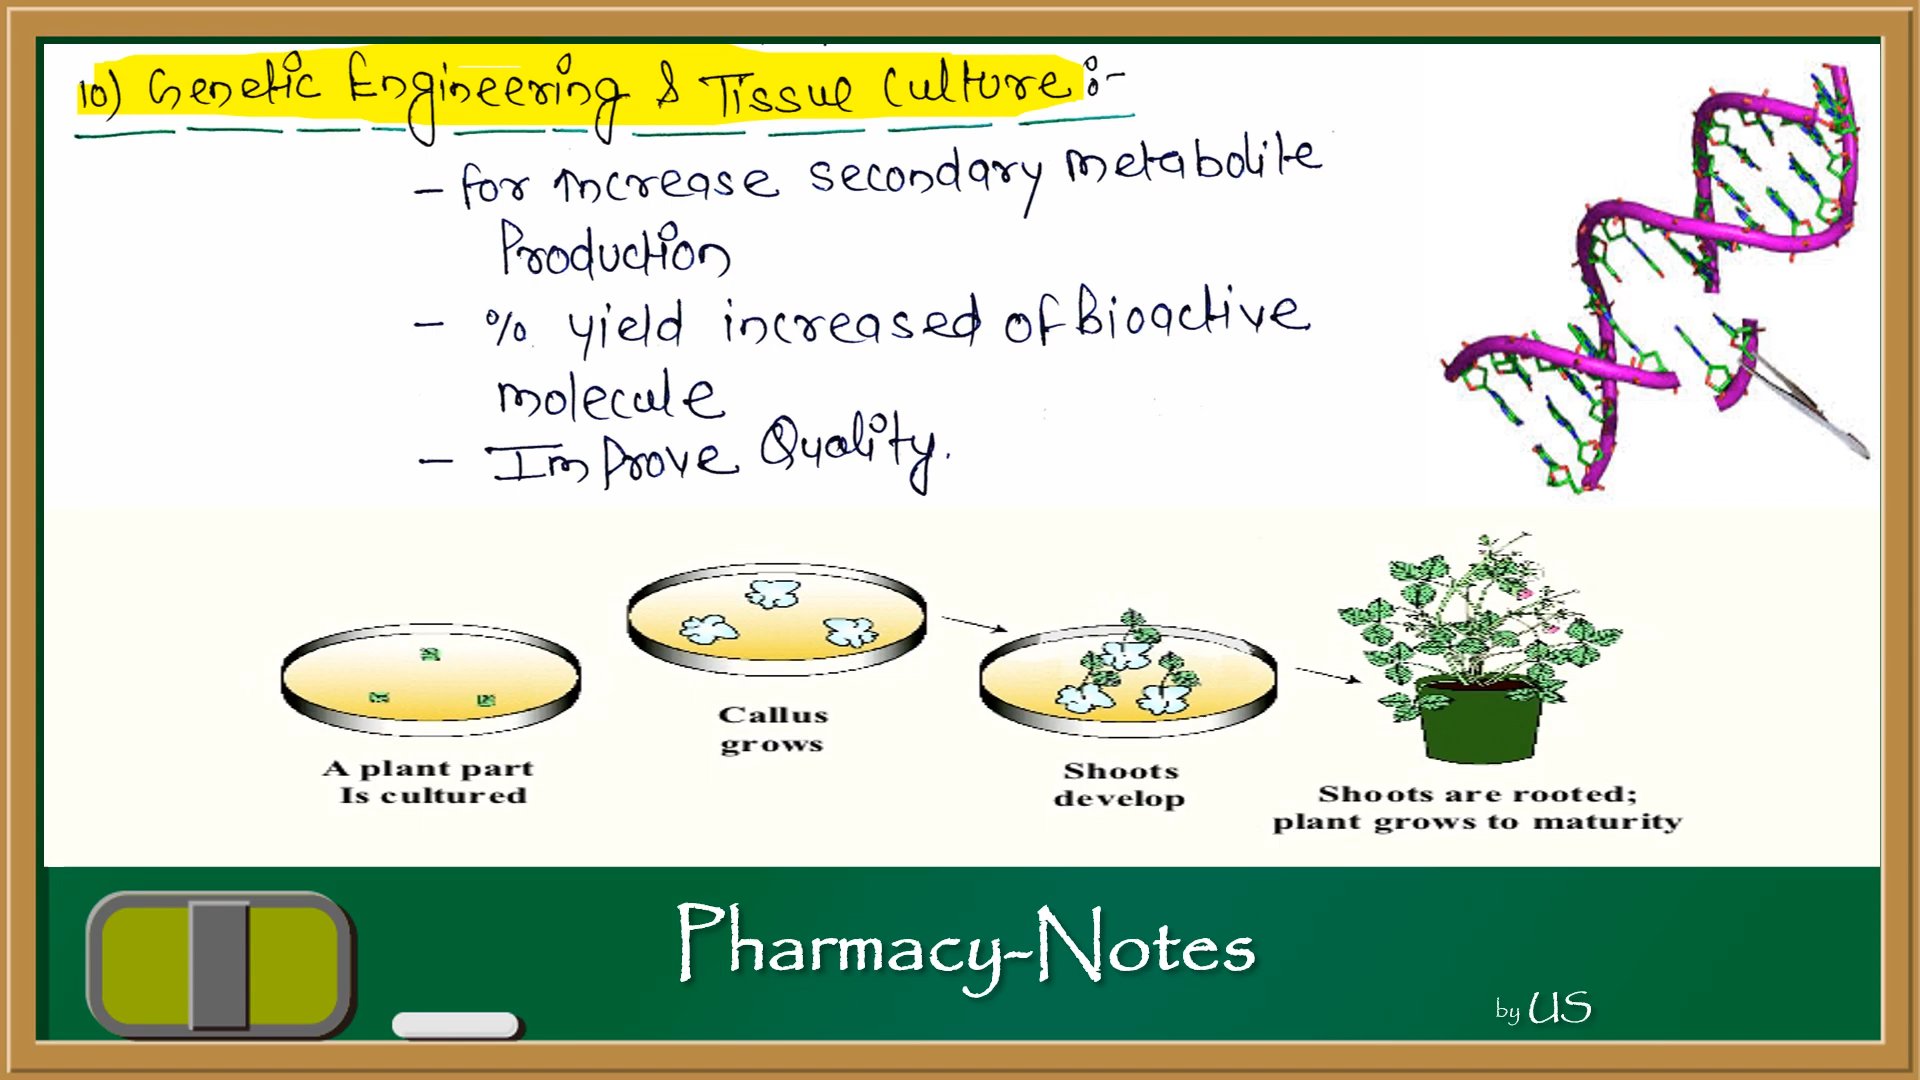 10) Genetic Engineering & Tissue Culture :-
- for increase secondary metabolite
Production
- % yield increased of Bioactive
molecule
- Improve Quality.
A plant part
Is cultured
Callus
grows
Shoots
develop
Shoots are rooted;
plant grows to maturity
Pharmacy-Notes
by US